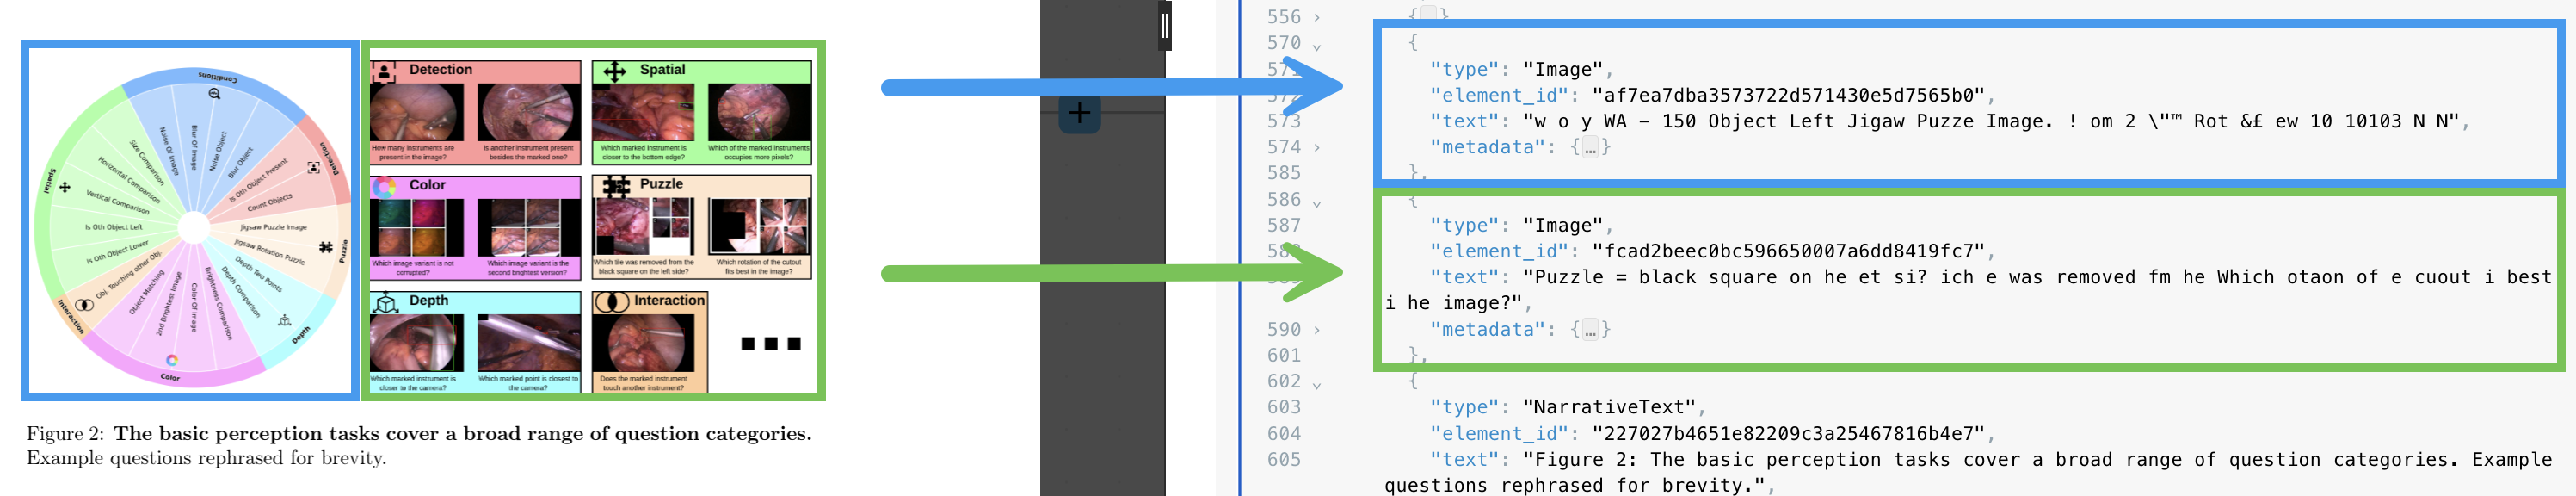 Conditions
Noise Of Image
Blur Of Image
Noise Object
Blur Object
Detection
Is Oth Object Present
Count Objects
Puzzle
Jigsaw Puzzle Image
Jigsaw Rotation Puzzle
Depth
Depth Two Points
Depth Comparison
Color
Brightness Comparison
Color Of Image
2nd Brightest Image
Object Matching
Interaction
Obj. Touching other Obj.
Spatial
Is Oth Object Lower
Is Oth Object Left
Vertical Comparison
Horizontal Comparison
Size Comparison
Detection
How many instruments are
present in the image?
Is another instrument present
besides the marked one?
Spatial
Which marked instrument is
closer to the bottom edge?
Which of the marked instruments
occupies more pixels?
Color
Which image variant is not
corrupted?
Which image variant is the
second brightest version?
Puzzle
Which tile was removed from the
black square on the left side?
Which rotation of the cutout
fits best in the image?
Depth
Which marked instrument is
closer to the camera?
Which marked point is closest to
the camera?
Interaction
Does the marked instrument
touch another instrument?
Figure 2: The basic perception tasks cover a broad range of question categories.
Example questions rephrased for brevity.
556 › {…}
570 ⌄ {
571 "type": "Image",
572 "element_id": "af7ea7dba3573722d571430e5d7565b0",
573 "text": "w o y WA – 150 Object Left Jigaw Puzze Image. ! om 2 \"™ Rot &£ ew 10 10103 N N",
574 › "metadata": {…}
585 },
586 ⌄ {
587 "type": "Image",
588 "element_id": "fcad2beec0bc596650007a6dd8419fc7",
"text": "Puzzle = black square on he et si? ich e was removed fm he Which otaon of e cuout i best
i he image?",
590 › "metadata": {…}
601 },
602 ⌄ {
603 "type": "NarrativeText",
604 "element_id": "227027b4651e82209c3a25467816b4e7",
605 "text": "Figure 2: The basic perception tasks cover a broad range of question categories. Example
questions rephrased for brevity.",